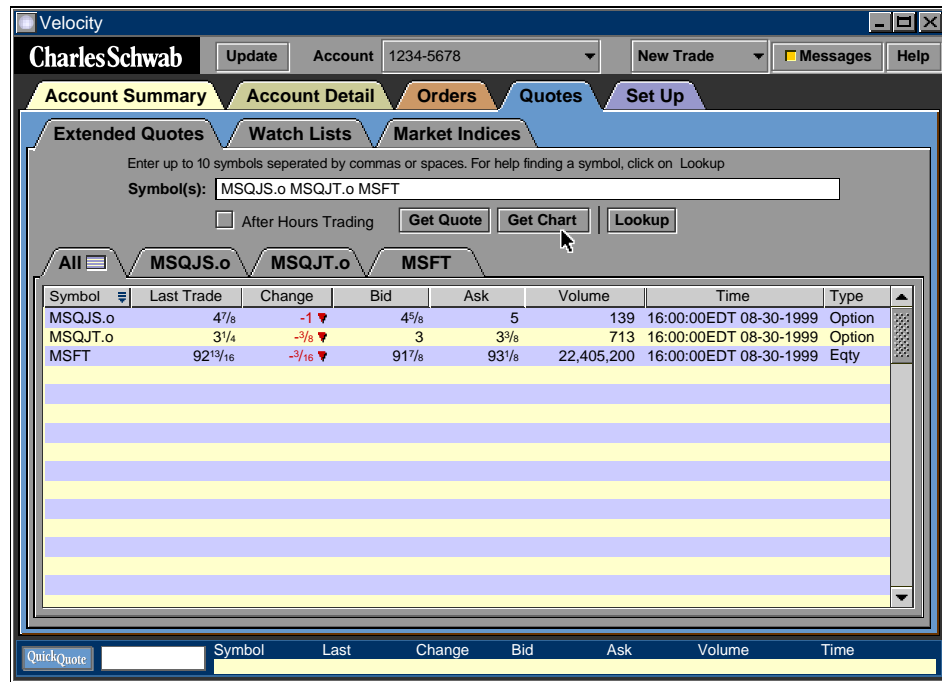 Velocity
Charles Schwab Update Account 1234-5678 New Trade Messages Help
Account Summary Account Detail Orders Quotes Set Up
Extended Quotes Watch Lists Market Indices
Enter up to 10 symbols seperated by commas or spaces. For help finding a symbol, click on Lookup
Symbol(s): MSQJS.o MSQJT.o MSFT
After Hours Trading Get Quote Get Chart Lookup
All MSQJS.o MSQJT.o MSFT
Symbol Last Trade Change Bid Ask Volume Time Type
MSQJS.o 4⁷/₈ -1 4⁵/₈ 5 139 16:00:00EDT 08-30-1999 Option
MSQJT.o 3¹/₄ -³/₈ 3 3³/₈ 713 16:00:00EDT 08-30-1999 Option
MSFT 92¹³/₁₆ -³/₁₆ 91⁷/₈ 93¹/₈ 22,405,200 16:00:00EDT 08-30-1999 Eqty
QuickQuote Symbol Last Change Bid Ask Volume Time